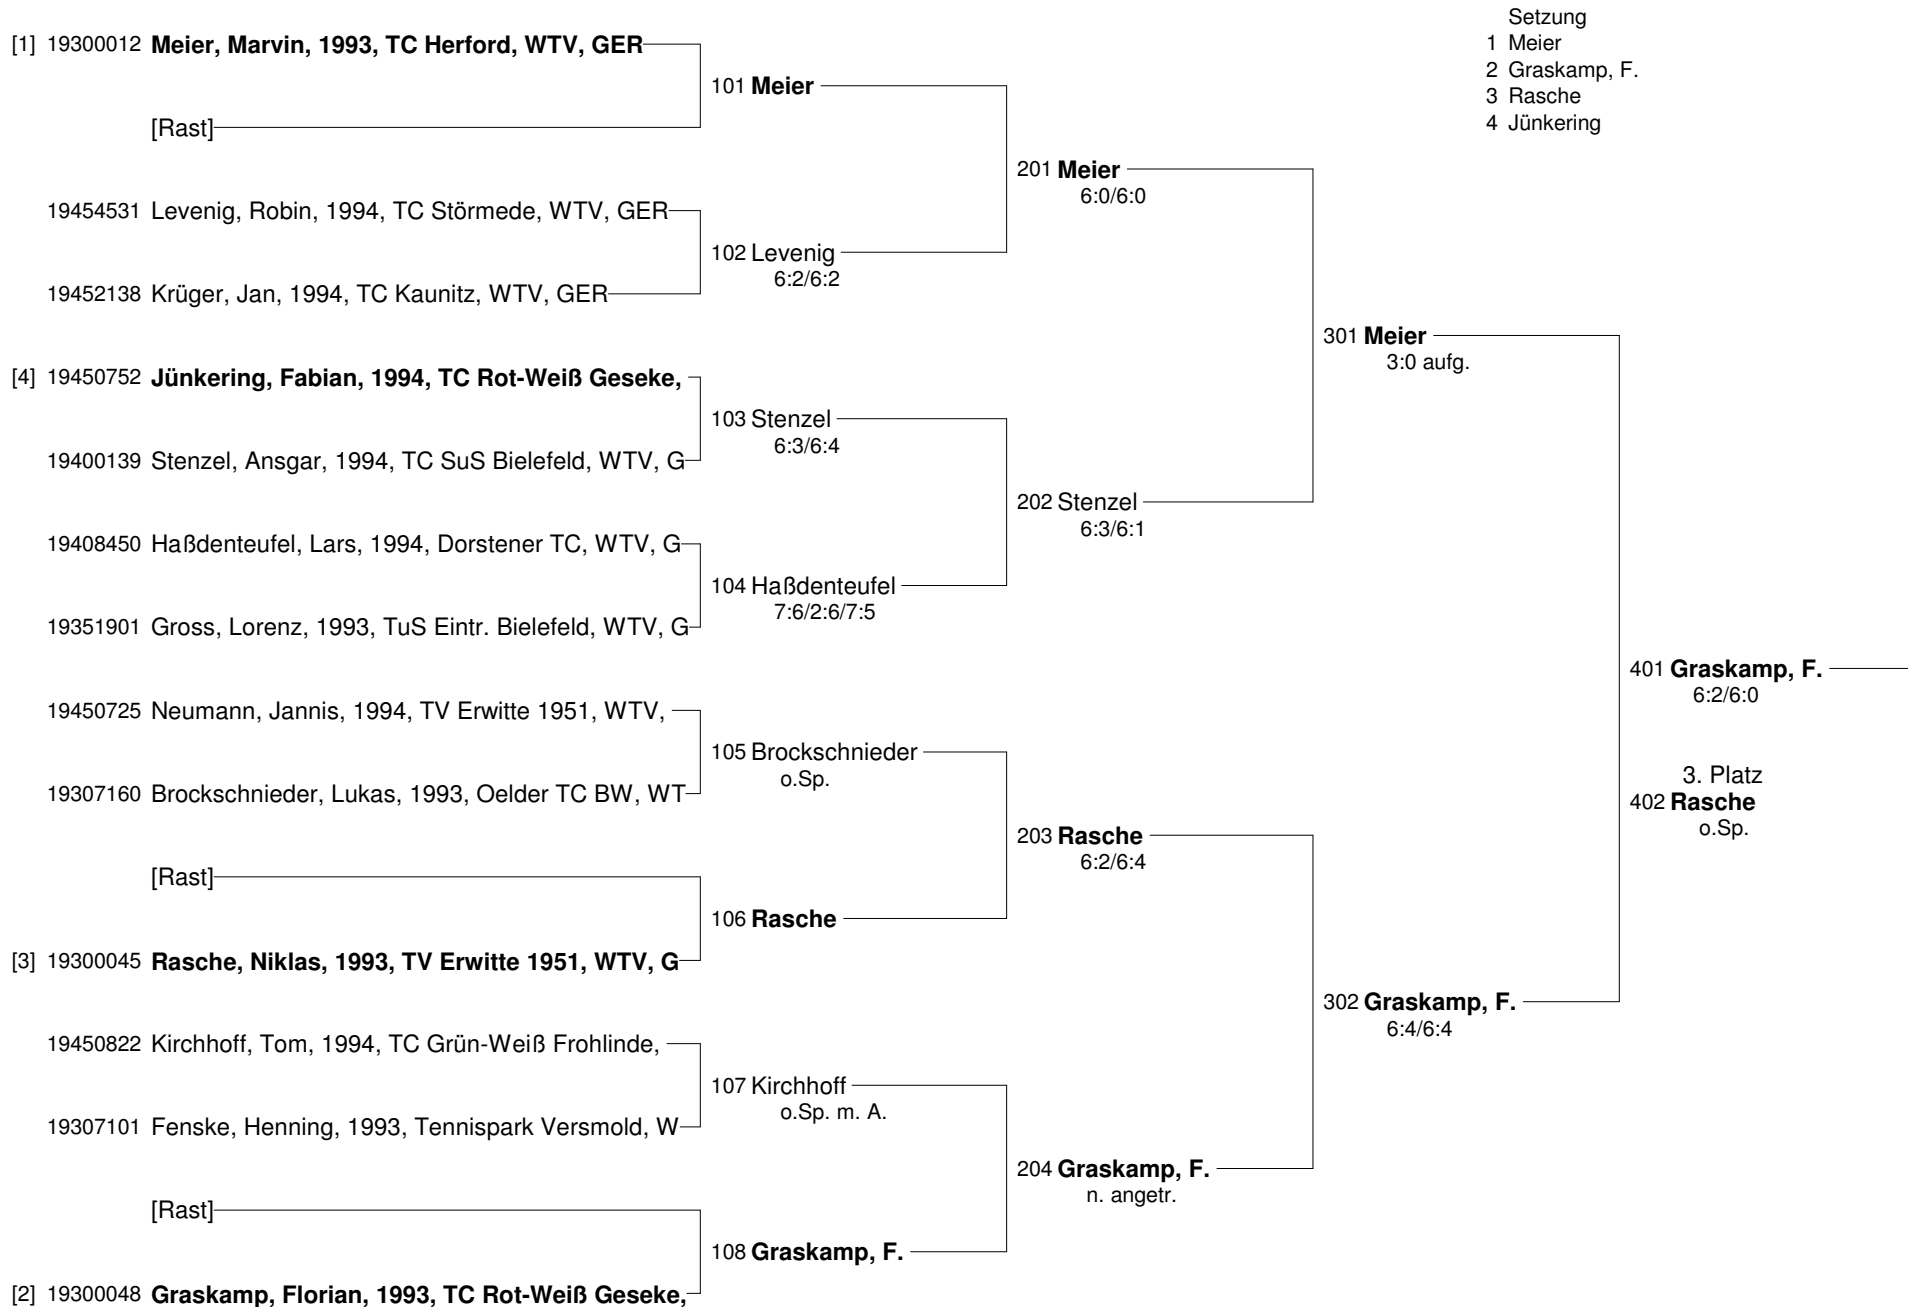 Setzung
1 Meier
2 Graskamp, F.
3 Rasche
4 Jünkering
[1] 19300012 Meier, Marvin, 1993, TC Herford, WTV, GER
[Rast]
19454531 Levenig, Robin, 1994, TC Störmede, WTV, GER
19452138 Krüger, Jan, 1994, TC Kaunitz, WTV, GER
[4] 19450752 Jünkering, Fabian, 1994, TC Rot-Weiß Geseke,
19400139 Stenzel, Ansgar, 1994, TC SuS Bielefeld, WTV, G
19408450 Haßdenteufel, Lars, 1994, Dorstener TC, WTV, G
19351901 Gross, Lorenz, 1993, TuS Eintr. Bielefeld, WTV, G
19450725 Neumann, Jannis, 1994, TV Erwitte 1951, WTV,
19307160 Brockschnieder, Lukas, 1993, Oelder TC BW, WT
[Rast]
[3] 19300045 Rasche, Niklas, 1993, TV Erwitte 1951, WTV, G
19450822 Kirchhoff, Tom, 1994, TC Grün-Weiß Frohlinde,
19307101 Fenske, Henning, 1993, Tennispark Versmold, W
[Rast]
[2] 19300048 Graskamp, Florian, 1993, TC Rot-Weiß Geseke,
101 Meier
102 Levenig
6:2/6:2
103 Stenzel
6:3/6:4
104 Haßdenteufel
7:6/2:6/7:5
105 Brockschnieder
o.Sp.
106 Rasche
107 Kirchhoff
o.Sp. m. A.
108 Graskamp, F.
201 Meier
6:0/6:0
202 Stenzel
6:3/6:1
203 Rasche
6:2/6:4
204 Graskamp, F.
n. angetr.
301 Meier
3:0 aufg.
302 Graskamp, F.
6:4/6:4
401 Graskamp, F.
6:2/6:0
3. Platz
402 Rasche
o.Sp.